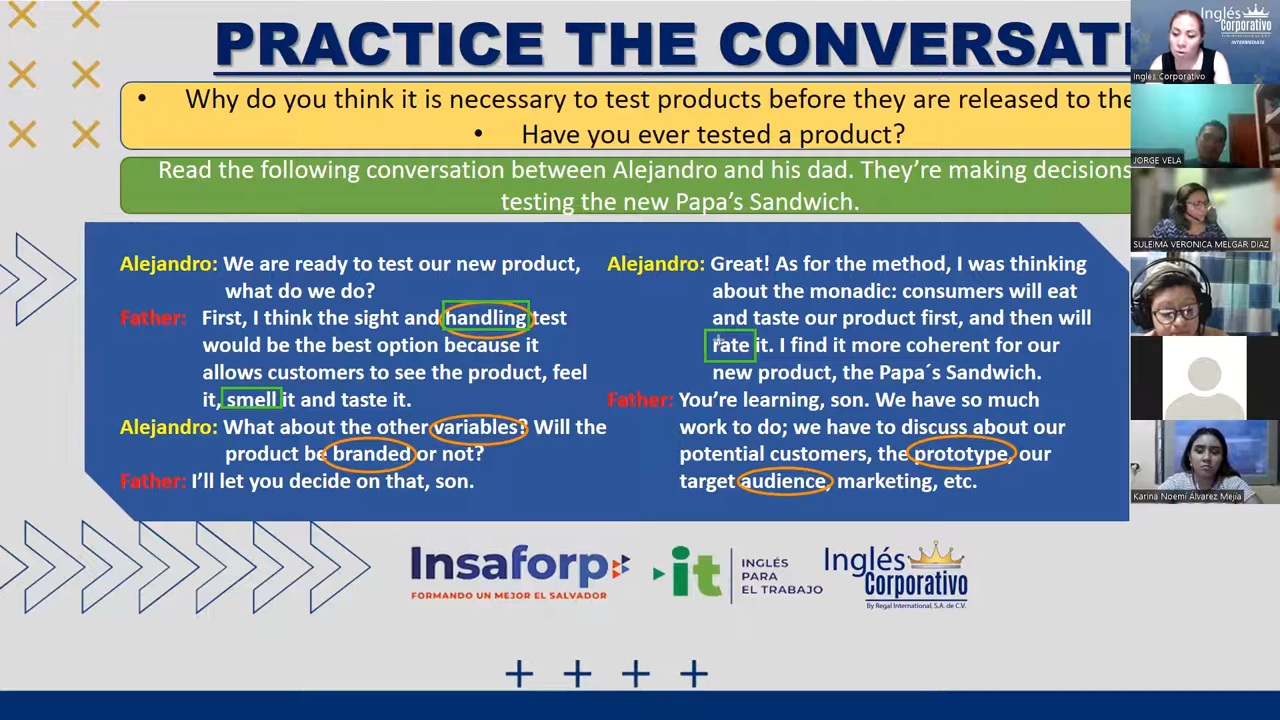 PRACTICE THE CONVERSATI
• Why do you think it is necessary to test products before they are released to the
• Have you ever tested a product?
Read the following conversation between Alejandro and his dad. They're making decisions
testing the new Papa's Sandwich.
Alejandro: We are ready to test our new product,
what do we do?
Father: First, I think the sight and handling test
would be the best option because it
allows customers to see the product, feel
it, smell it and taste it.
Alejandro: What about the other variables? Will the
product be branded or not?
Father: I'll let you decide on that, son.
Alejandro: Great! As for the method, I was thinking
about the monadic: consumers will eat
and taste our product first, and then will
rate it. I find it more coherent for our
new product, the Papa´s Sandwich.
Father: You're learning, son. We have so much
work to do; we have to discuss about our
potential customers, the prototype, our
target audience, marketing, etc.
Insaforp
FORMANDO UN MEJOR EL SALVADOR
it
INGLÉS
PARA
EL TRABAJO
Inglés
Corporativo
By Regal International, S.A. de C.V.
Inglés
Corporativo
INTERMEDIATE
Ingles Corporativo
JORGE VELA
SULEIMA VERONICA MELGAR DIAZ
Karina Noemí Álvarez Mejía